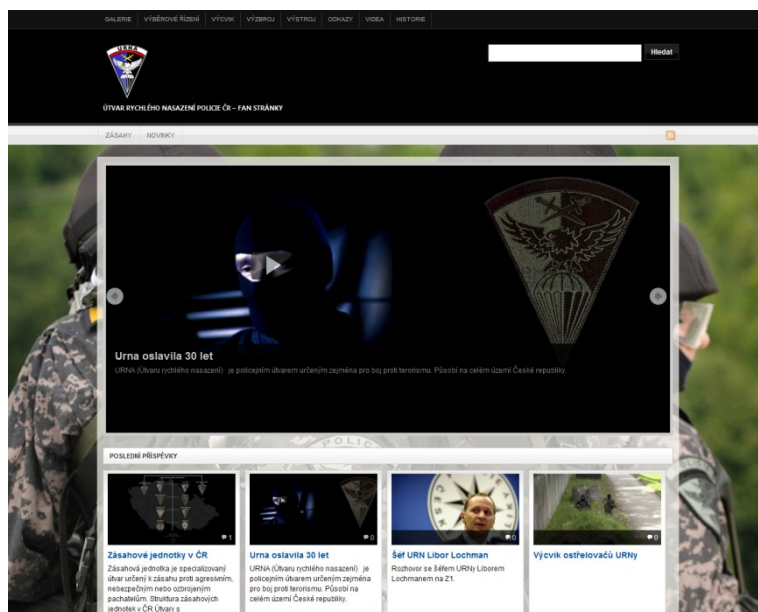 GALERIE VÝBĚROVÉ ŘÍZENÍ VÝCVIK VÝZBROJ VÝSTROJ ODKAZY VIDEA HISTORIE
URNA
Hledat
ÚTVAR RYCHLÉHO NASAZENÍ POLICIE ČR – FAN STRÁNKY
ZÁSAHY NOVINKY
Urna oslavila 30 let
URNA (Útvaru rychlého nasazení) je policejním útvarem určeným zejména pro boj proti terorismu. Působí na celém území České republiky.
POLICE
POSLEDNÍ PŘÍSPĚVKY
1
0
0
0
Zásahové jednotky v ČR
Zásahová jednotka je specializovaný
útvar určený k zásahu proti agresivním,
nebezpečným nebo ozbrojeným
pachatelům. Struktura zásahových
jednotek v ČR Útvary s
Urna oslavila 30 let
URNA (Útvaru rychlého nasazení) je
policejním útvarem určeným zejména
pro boj proti terorismu. Působí na
celém území České republiky.
Šéf URN Libor Lochman
Rozhovor se šéfem URNy Liborem
Lochmanem na Z1.
Výcvik ostřelovačů URNy